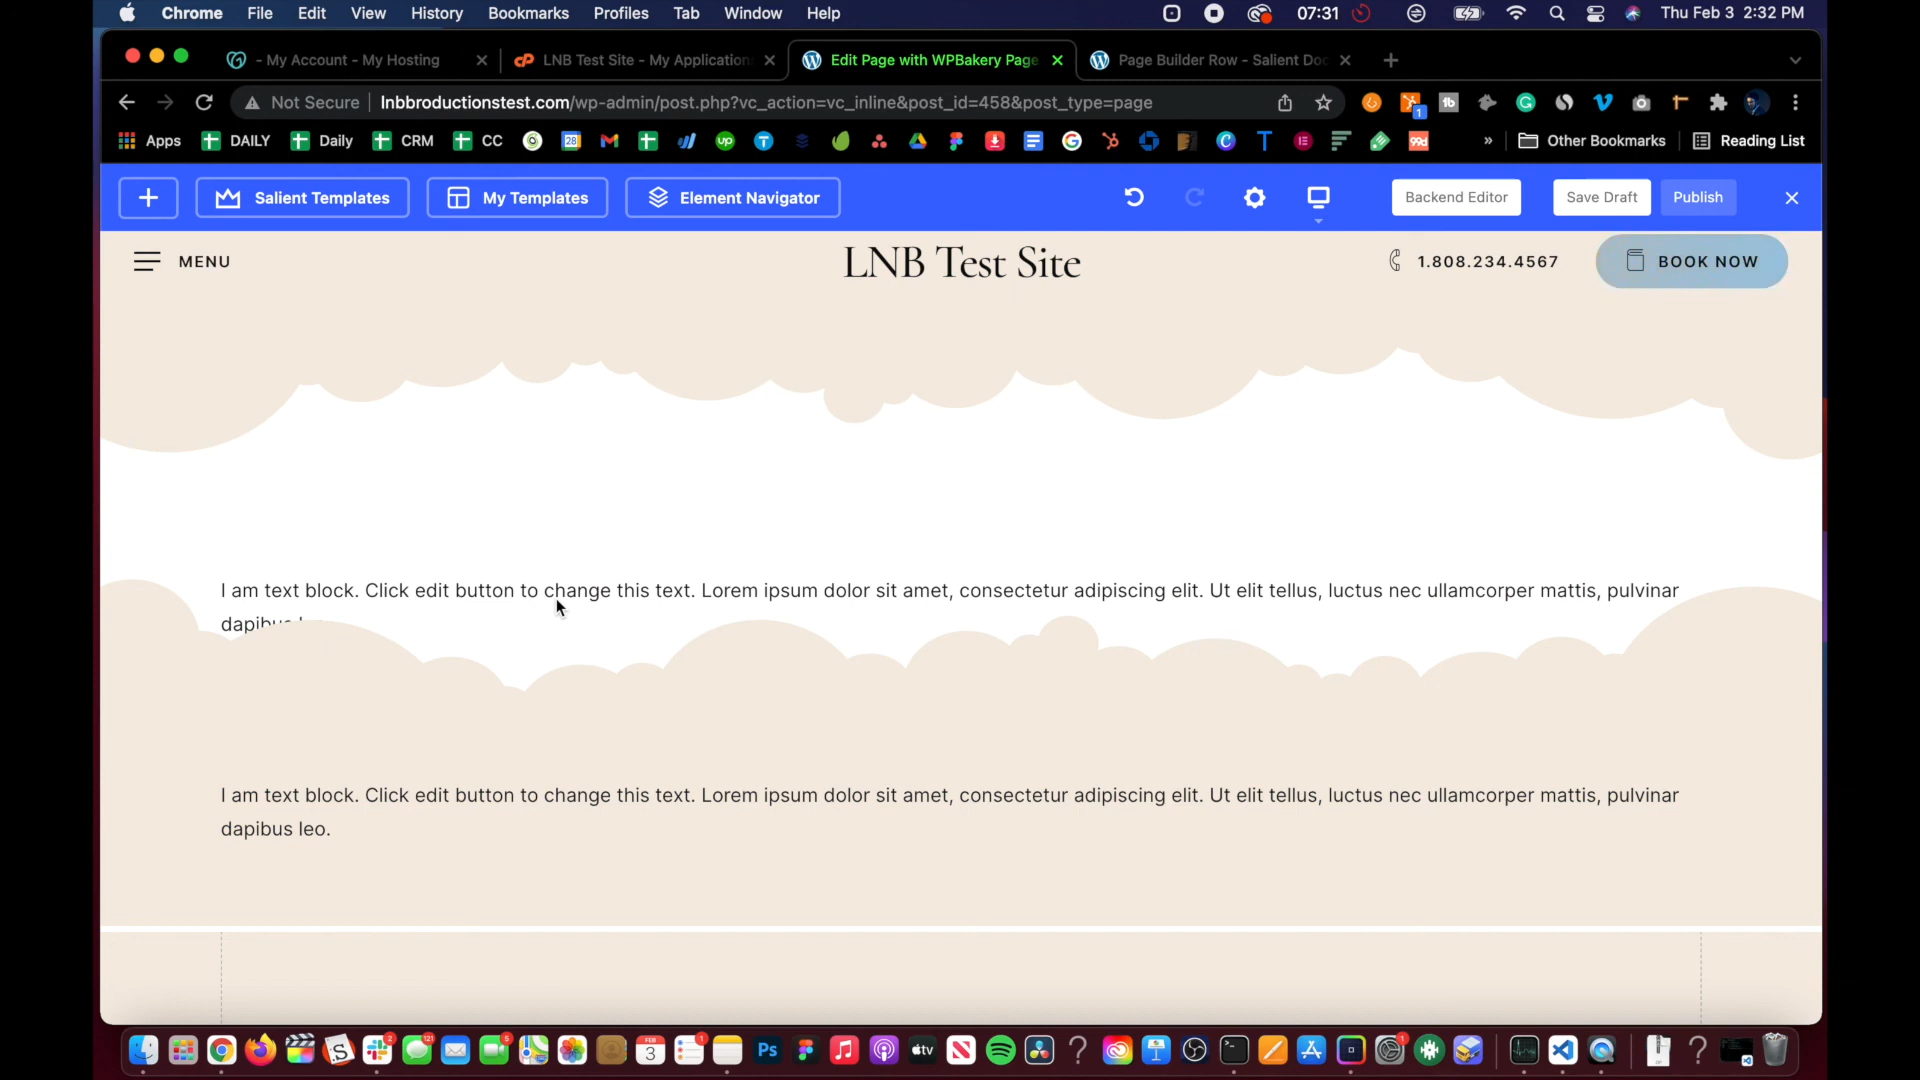 Chrome File Edit View History Bookmarks Profiles Tab Window Help 07:31 Thu Feb 3 2:32 PM
- My Account - My Hosting
LNB Test Site - My Application
Edit Page with WPBakery Page
Page Builder Row - Salient Doc
Not Secure lnbbroductionstest.com/wp-admin/post.php?vc_action=vc_inline&post_id=458&post_type=page
Apps DAILY Daily CRM CC Other Bookmarks Reading List
Salient Templates My Templates Element Navigator Backend Editor Save Draft Publish
MENU LNB Test Site 1.808.234.4567 BOOK NOW
I am text block. Click edit button to change this text. Lorem ipsum dolor sit amet, consectetur adipiscing elit. Ut elit tellus, luctus nec ullamcorper mattis, pulvinar
I am text block. Click edit button to change this text. Lorem ipsum dolor sit amet, consectetur adipiscing elit. Ut elit tellus, luctus nec ullamcorper mattis, pulvinar
dapibus leo.